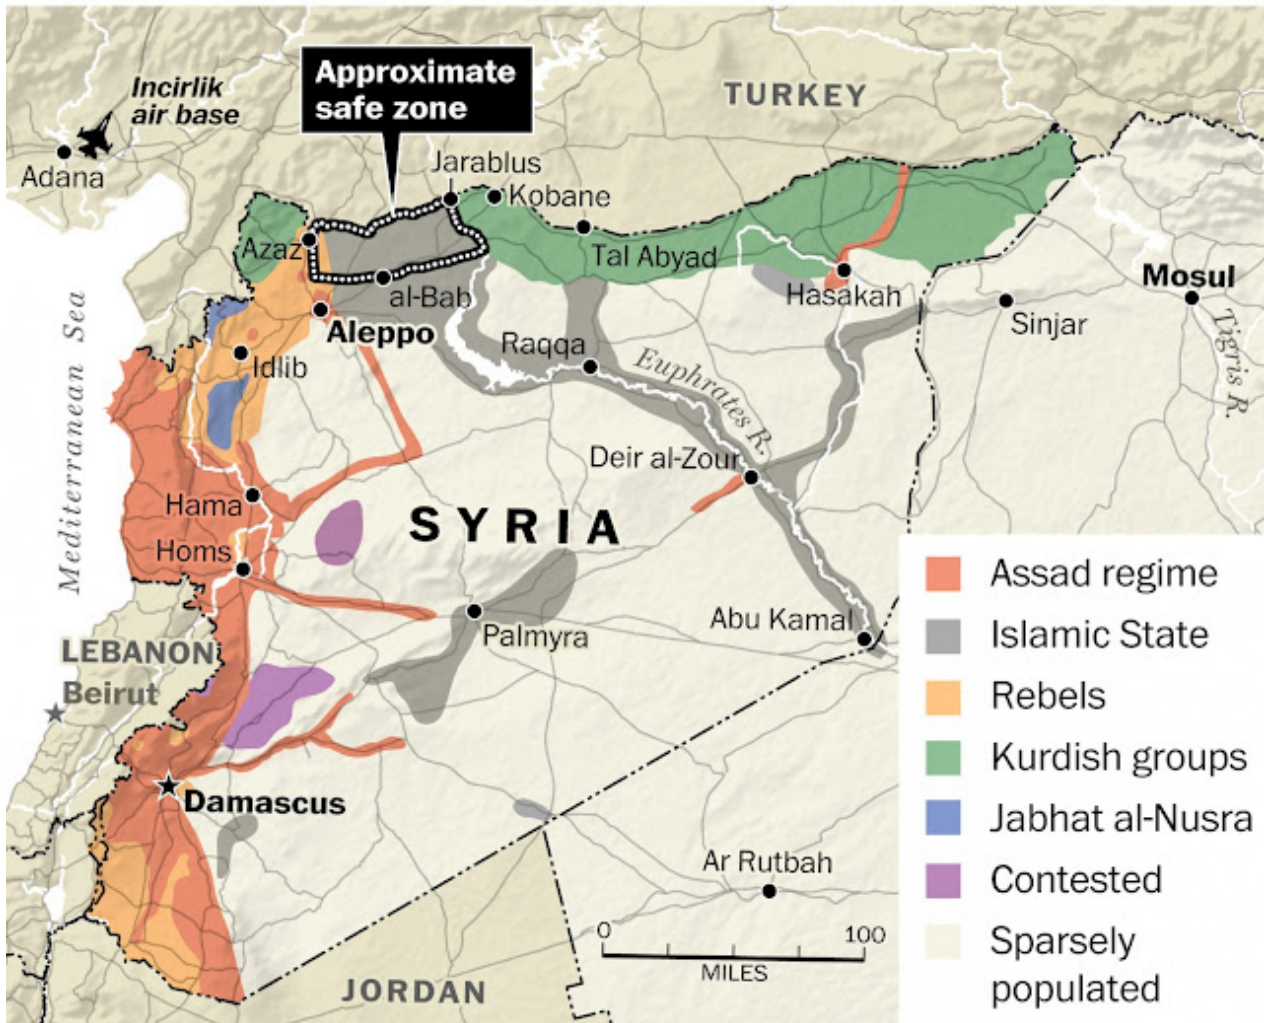 Approximate
safe zone
Incirlik
air base
TURKEY
Adana
Jarablus
Kobane
Azaz
Tal Abyad
al-Bab
Hasakah
Mosul
Aleppo
Sinjar
Raqqa
Idlib
Euphrates R.
Tigris R.
Mediterranean Sea
Deir al-Zour
Hama
SYRIA
Homs
Palmyra
Abu Kamal
LEBANON
Beirut
Damascus
Ar Rutbah
0
100
MILES
JORDAN
Assad regime
Islamic State
Rebels
Kurdish groups
Jabhat al-Nusra
Contested
Sparsely
populated